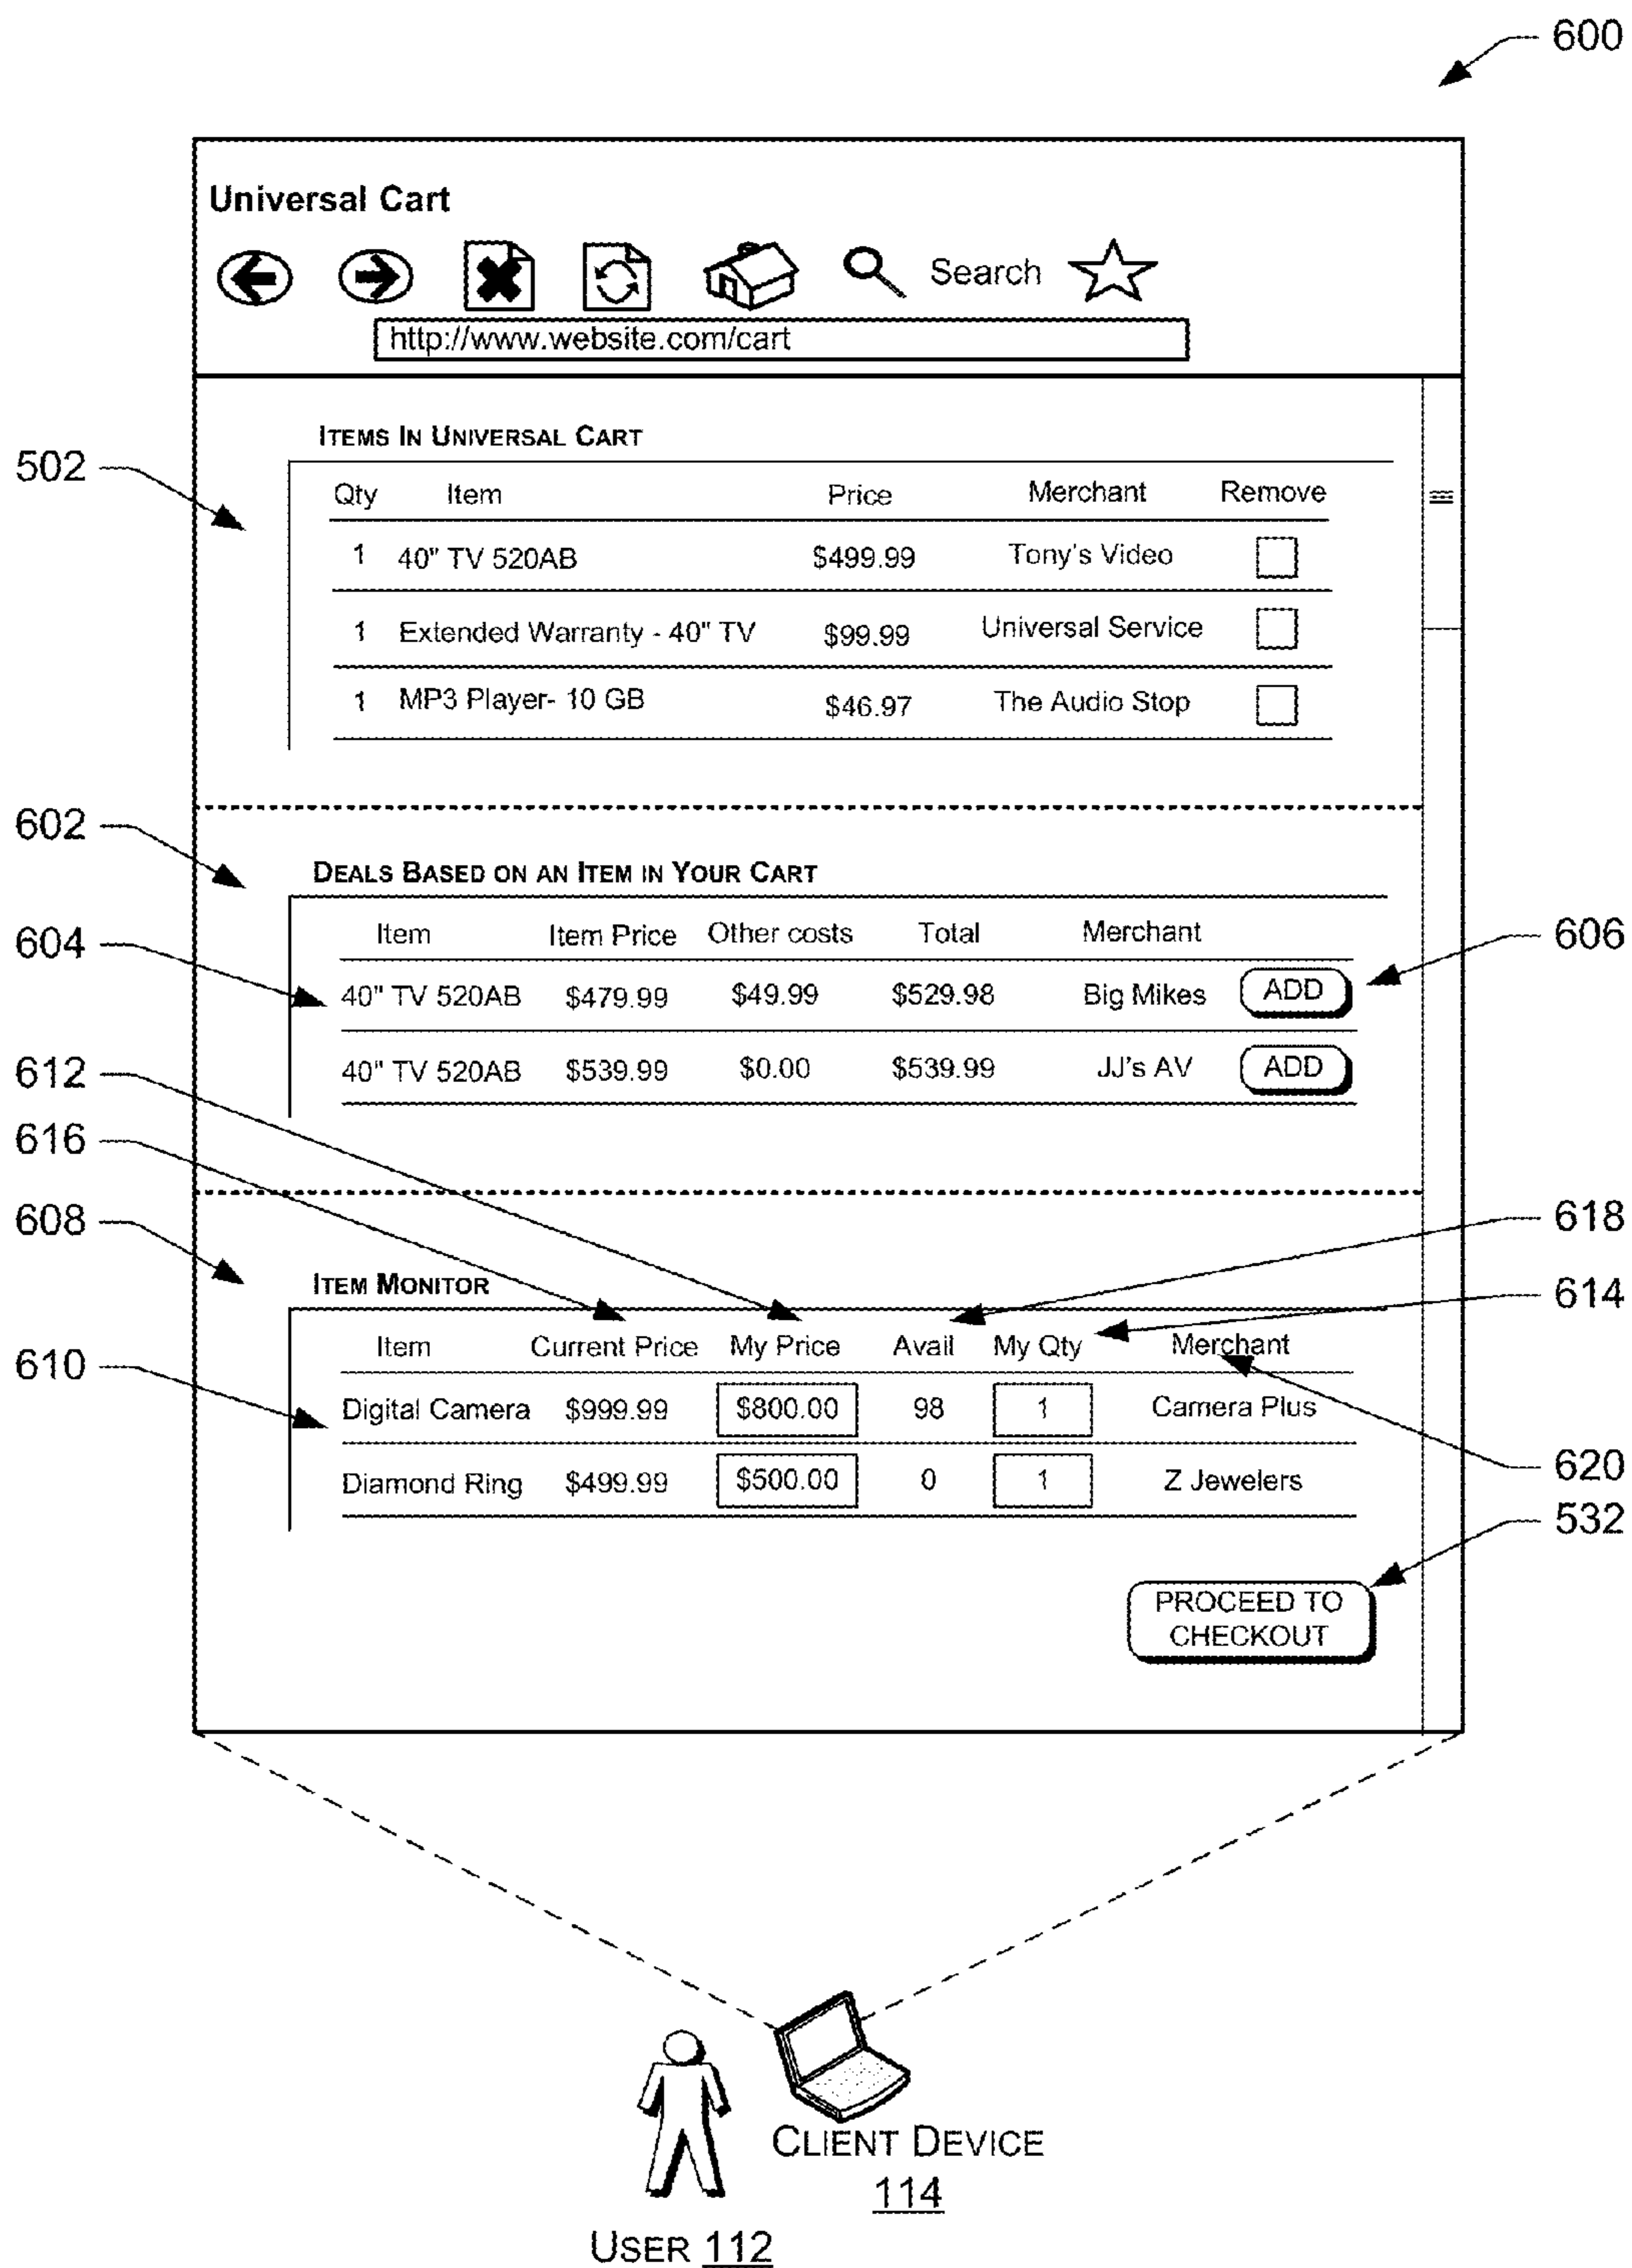 600
Universal Cart
Search
http://www.website.com/cart
ITEMS IN UNIVERSAL CART
502
Qty Item Price Merchant Remove
1 40" TV 520AB $499.99 Tony's Video
1 Extended Warranty - 40" TV $99.99 Universal Service
1 MP3 Player- 10 GB $46.97 The Audio Stop
602
DEALS BASED ON AN ITEM IN YOUR CART
604 Item Item Price Other costs Total Merchant 606
40" TV 520AB $479.99 $49.99 $529.98 Big Mikes ADD
612 40" TV 520AB $539.99 $0.00 $539.99 JJ's AV ADD
616
608 618
ITEM MONITOR 614
Item Current Price My Price Avail My Qty Merchant
610
Digital Camera $999.99 $800.00 98 1 Camera Plus
620
Diamond Ring $499.99 $500.00 0 1 Z Jewelers
532
PROCEED TO
CHECKOUT
CLIENT DEVICE
114
USER 112